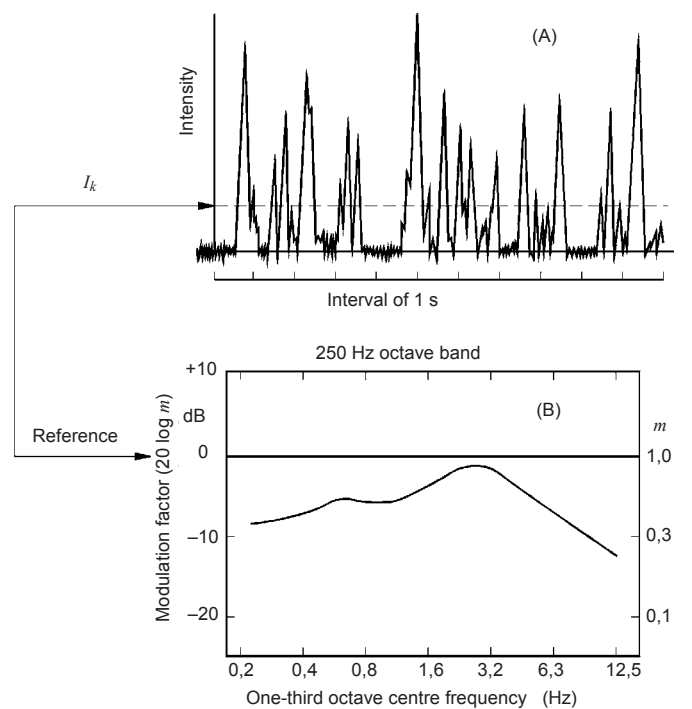 (A)
Intensity
I_k
Interval of 1 s
250 Hz octave band
+10
dB
(B)
m
Reference
0
1,0
Modulation factor (20 log m)
–10
0,3
–20
0,1
0,2 0,4 0,8 1,6 3,2 6,3 12,5
One-third octave centre frequency (Hz)